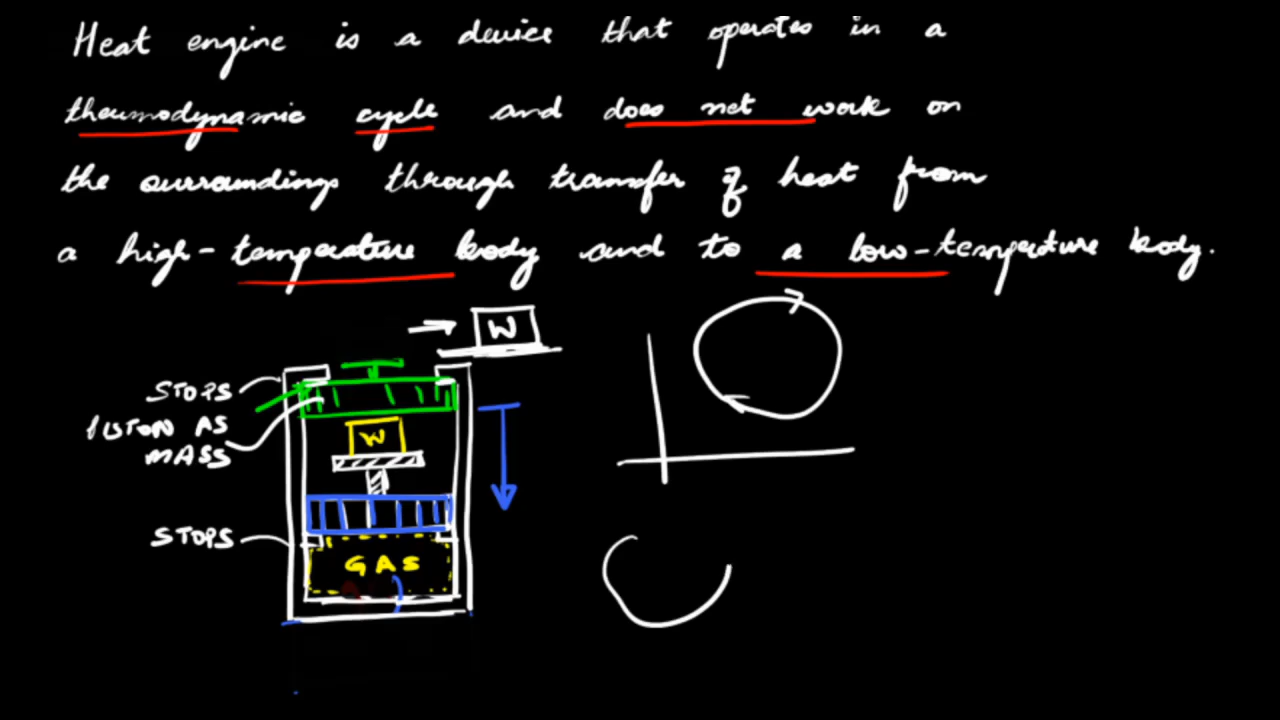 Heat engine is a device that operates in a
thermodynamic cycle and does net work on
the surroundings through transfer of heat from
a high-temperature body and to a low-temperature body.
W
STOPS
PISTON AS
MASS
W
STOPS
GAS